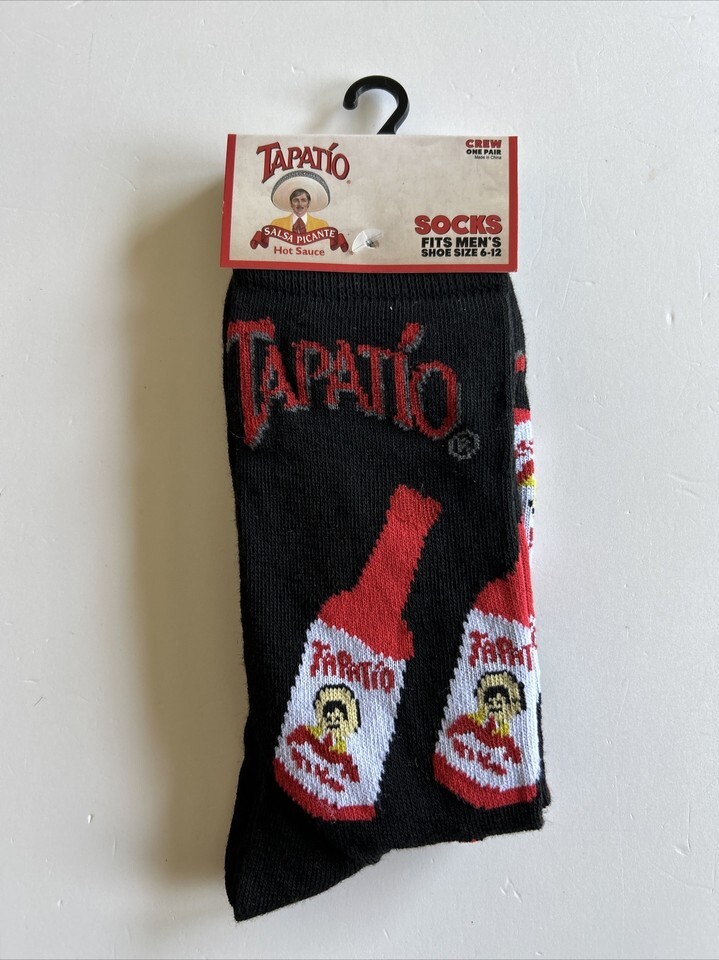 TAPATÍO®
SALSA PICANTE
Hot Sauce
CREW
ONE PAIR
Made in China
SOCKS
FITS MEN'S
SHOE SIZE 6-12
TAPATÍO
®
TAPATÍO
TAPAT